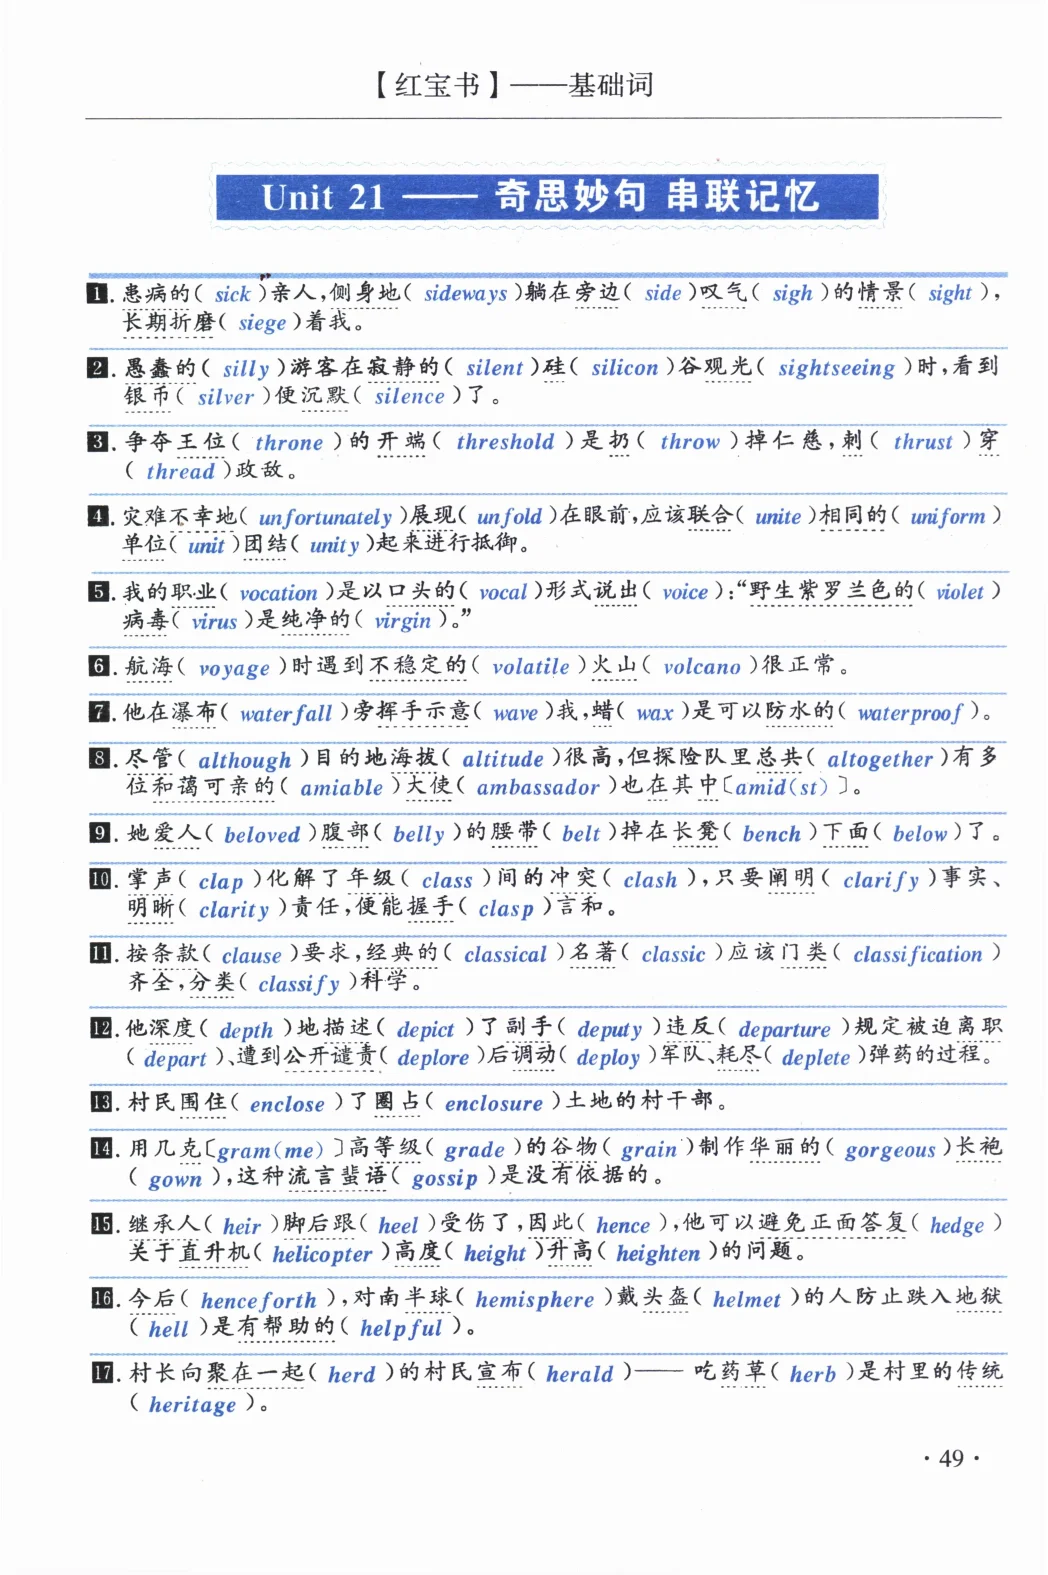 【红宝书】——基础词
Unit 21 —— 奇思妙句 串联记忆
1. 患病的( sick )亲人,侧身地( sideways )躺在旁边( side )叹气( sigh )的情景( sight ),
长期折磨( siege )着我。
2. 愚蠢的( silly )游客在寂静的( silent )硅( silicon )谷观光( sightseeing )时,看到
银币( silver )便沉默( silence )了。
3. 争夺王位( throne )的开端( threshold )是扔( throw )掉仁慈,刺( thrust )穿
( thread )政敌。
4. 灾难不幸地( unfortunately )展现( unfold )在眼前,应该联合( unite )相同的( uniform )
单位( unit )团结( unity )起来进行抵御。
5. 我的职业( vocation )是以口头的( vocal )形式说出( voice ):“野生紫罗兰色的( violet )
病毒( virus )是纯净的( virgin )。”
6. 航海( voyage )时遇到不稳定的( volatile )火山( volcano )很正常。
7. 他在瀑布( waterfall )旁挥手示意( wave )我,蜡( wax )是可以防水的( waterproof )。
8. 尽管( although )目的地海拔( altitude )很高,但探险队里总共( altogether )有多
位和蔼可亲的( amiable )大使( ambassador )也在其中〔amid(st)〕。
9. 她爱人( beloved )腹部( belly )的腰带( belt )掉在长凳( bench )下面( below )了。
10. 掌声( clap )化解了年级( class )间的冲突( clash ),只要阐明( clarify )事实、
明晰( clarity )责任,便能握手( clasp )言和。
11. 按条款( clause )要求,经典的( classical )名著( classic )应该门类( classification )
齐全,分类( classify )科学。
12. 他深度( depth )地描述( depict )了副手( deputy )违反( departure )规定被迫离职
( depart )、遭到公开谴责( deplore )后调动( deploy )军队、耗尽( deplete )弹药的过程。
13. 村民围住( enclose )了圈占( enclosure )土地的村干部。
14. 用几克〔gram(me)〕高等级( grade )的谷物( grain )制作华丽的( gorgeous )长袍
( gown ),这种流言蜚语( gossip )是没有依据的。
15. 继承人( heir )脚后跟( heel )受伤了,因此( hence ),他可以避免正面答复( hedge )
关于直升机( helicopter )高度( height )升高( heighten )的问题。
16. 今后( henceforth ),对南半球( hemisphere )戴头盔( helmet )的人防止跌入地狱
( hell )是有帮助的( helpful )。
17. 村长向聚在一起( herd )的村民宣布( herald )—— 吃药草( herb )是村里的传统
( heritage )。
· 49 ·